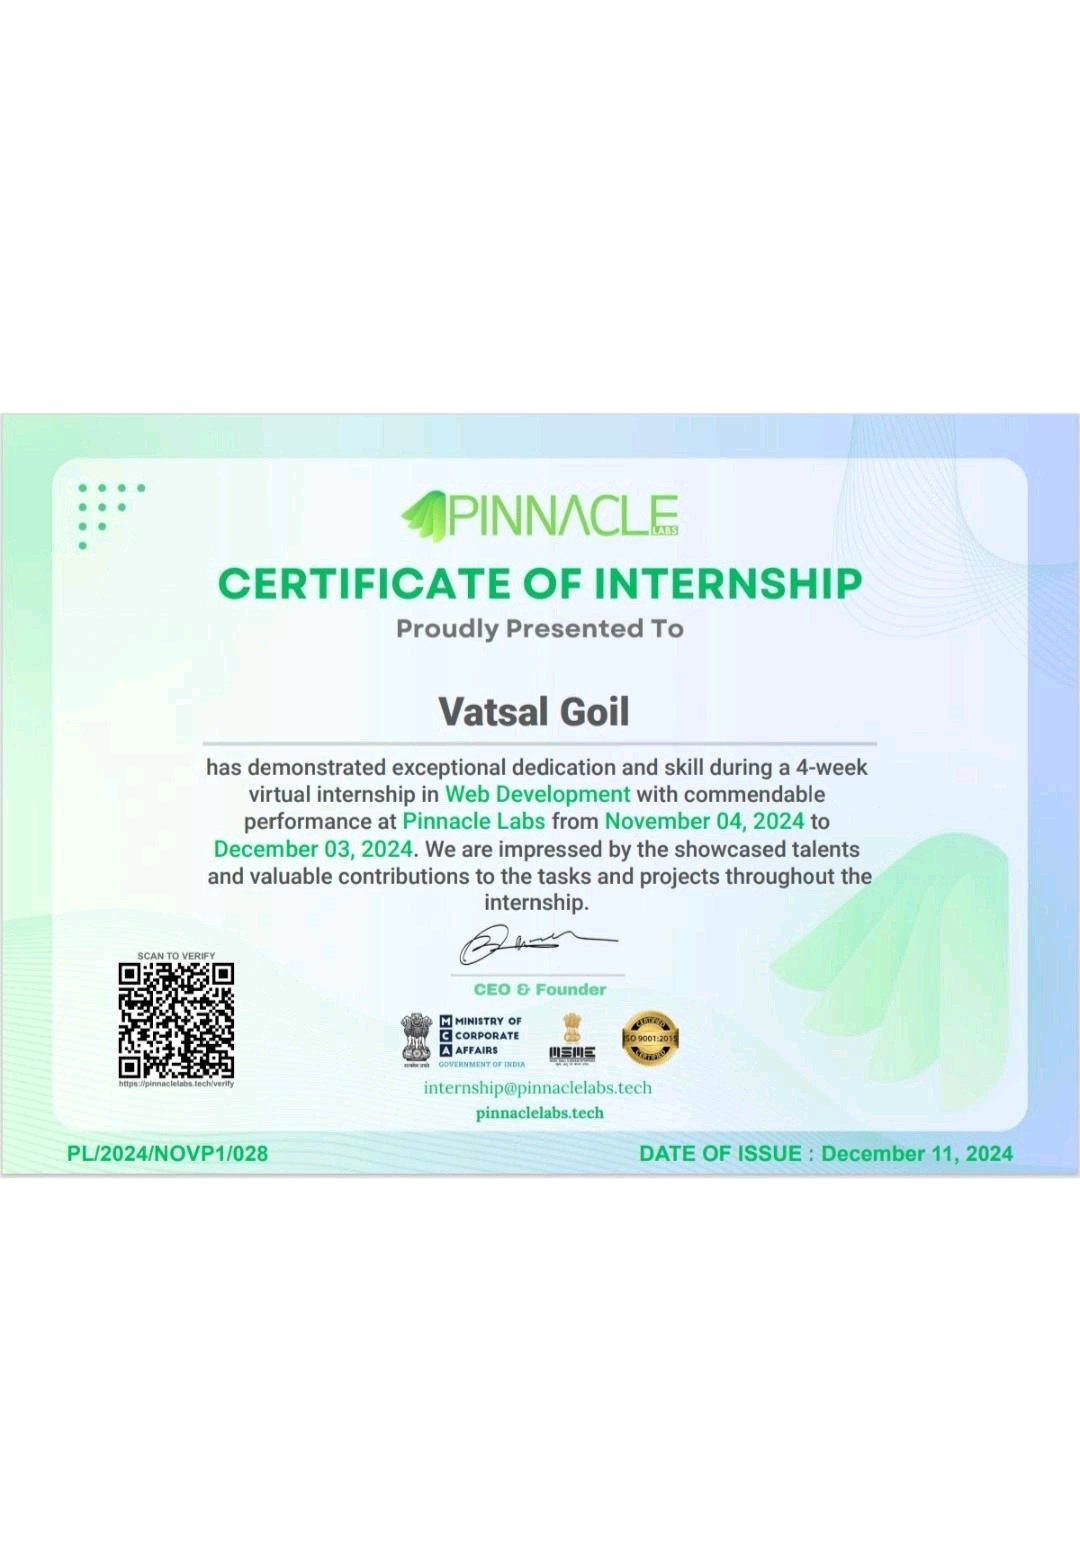 PINNACLE
LABS
CERTIFICATE OF INTERNSHIP
Proudly Presented To
Vatsal Goil
has demonstrated exceptional dedication and skill during a 4-week
virtual internship in Web Development with commendable
performance at Pinnacle Labs from November 04, 2024 to
December 03, 2024. We are impressed by the showcased talents
and valuable contributions to the tasks and projects throughout the
internship.
CEO & Founder
SCAN TO VERIFY
https://pinnaclelabs.tech/verify
MINISTRY OF
CORPORATE
AFFAIRS
MCA
GOVERNMENT OF INDIA
MSME
CERTIFIED
ISO 9001:2015
CERTIFIED
internship@pinnaclelabs.tech
pinnaclelabs.tech
PL/2024/NOVP1/028
DATE OF ISSUE : December 11, 2024